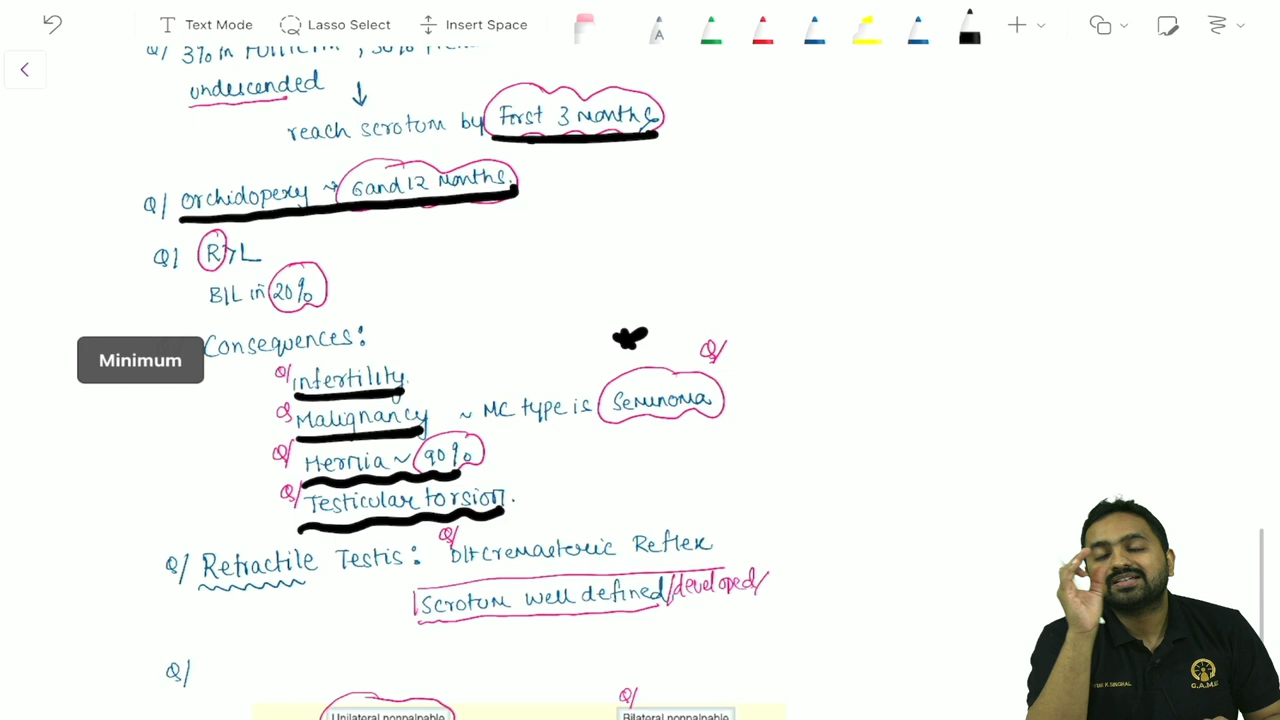 Text Mode Lasso Select Insert Space
Q/ 3% in
undescended
reach scrotum by First 3 months
Q/ Orchidopexy → 6 and 12 months.
Q/ R>L
B/L in 20%
Consequences:
Minimum
Q/ infertility.
Q/ Malignancy ~ MC type is Seminoma Q/
Q/ Hernia ~ 90%
Q/ Testicular torsion.
Q/ Retractile Testis: Q/ D/t cremasteric Reflex
Scrotum well defined/developed/
Q/
Unilateral nonpalpable
Q/
Bilateral nonpalpable
G.A.M.E